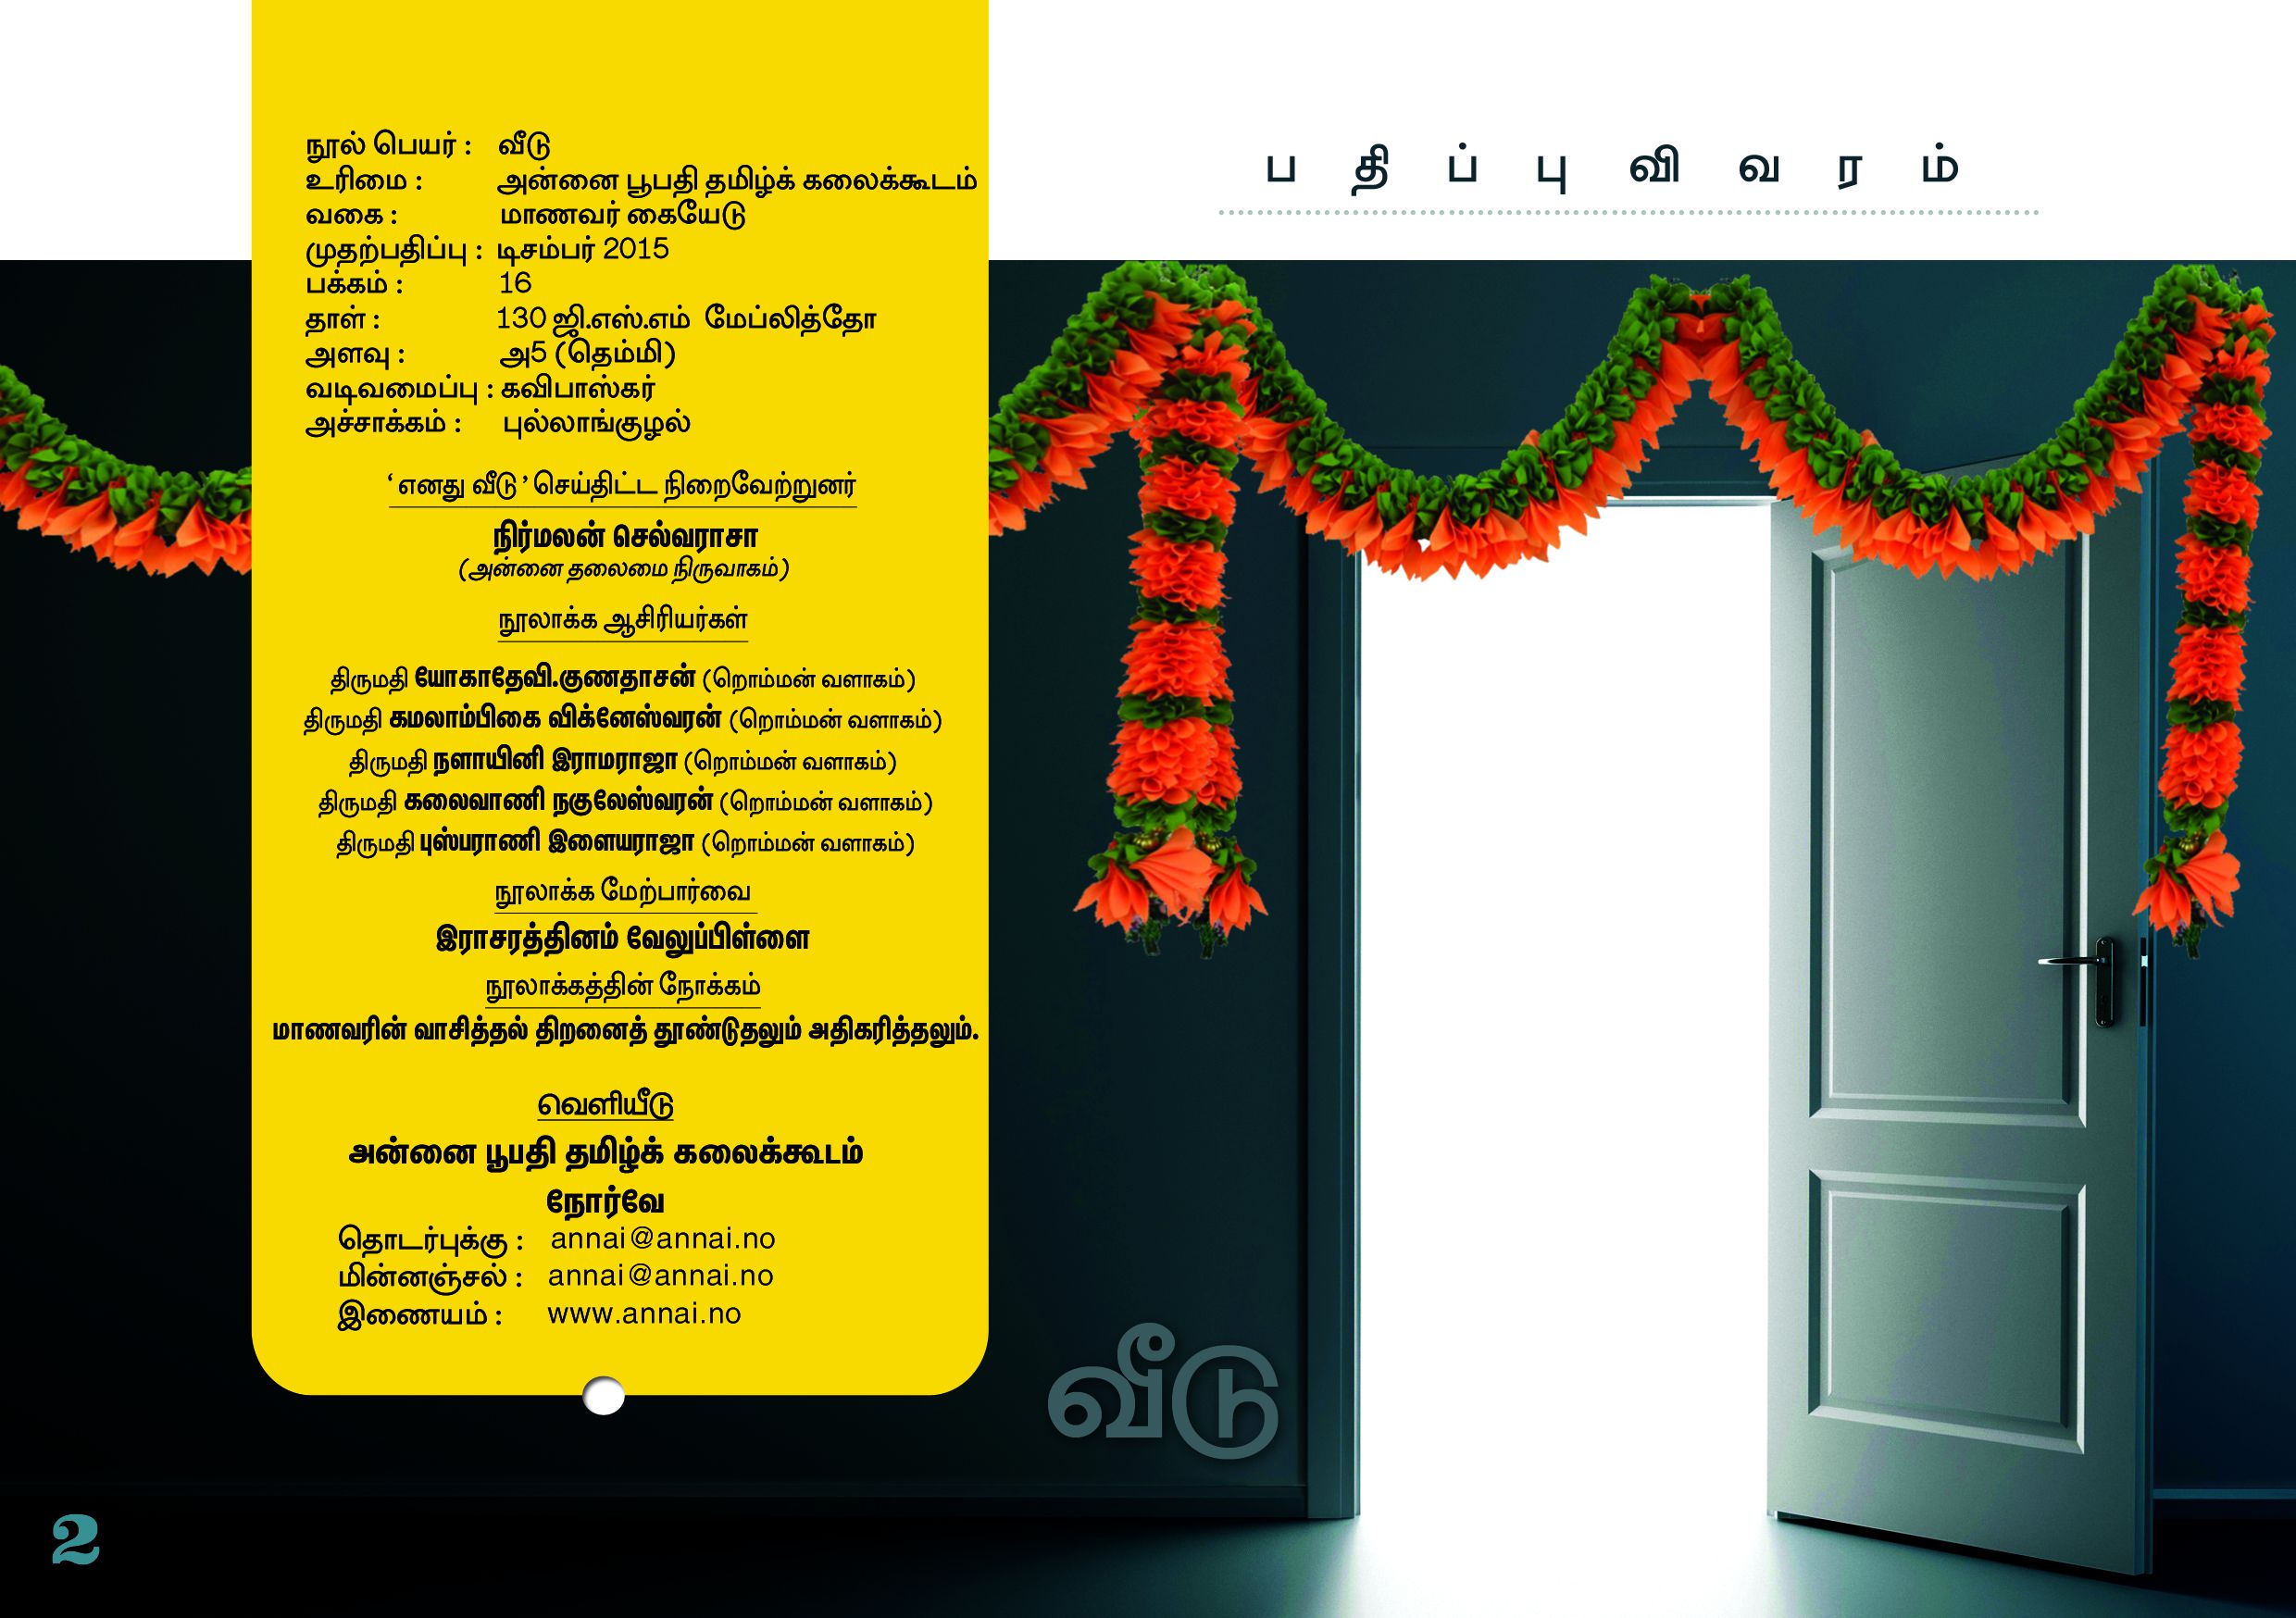 ப தி ப் பு வி வ ர ம்
நூல் பெயர் : வீடு
உரிமை : அன்னை பூபதி தமிழ்க் கலைக்கூடம்
வகை : மாணவர் கையேடு
முதற்பதிப்பு : டிசம்பர் 2015
பக்கம் : 16
தாள் : 130 ஜி.எஸ்.எம் மேப்லித்தோ
அளவு : அ5 (தெம்மி)
வடிவமைப்பு : கவிபாஸ்கர்
அச்சாக்கம் : புல்லாங்குழல்
‘எனது வீடு’ செய்திட்ட நிறைவேற்றுனர்
நிர்மலன் செல்வராசா
(அன்னை தலைமை நிருவாகம்)
நூலாக்க ஆசிரியர்கள்
திருமதி யோகாதேவி.குணதாசன் (றொம்மன் வளாகம்)
திருமதி கமலாம்பிகை விக்னேஸ்வரன் (றொம்மன் வளாகம்)
திருமதி நளாயினி இராமராஜா (றொம்மன் வளாகம்)
திருமதி கலைவாணி நகுலேஸ்வரன் (றொம்மன் வளாகம்)
திருமதி புஸ்பராணி இளையராஜா (றொம்மன் வளாகம்)
நூலாக்க மேற்பார்வை
இராசரத்தினம் வேலுப்பிள்ளை
நூலாக்கத்தின் நோக்கம்
மாணவரின் வாசித்தல் திறனைத் தூண்டுதலும் அதிகரித்தலும்.
வெளியீடு
அன்னை பூபதி தமிழ்க் கலைக்கூடம்
நோர்வே
தொடர்புக்கு : annai@annai.no
மின்னஞ்சல் : annai@annai.no
இணையம் : www.annai.no
வீடு
2